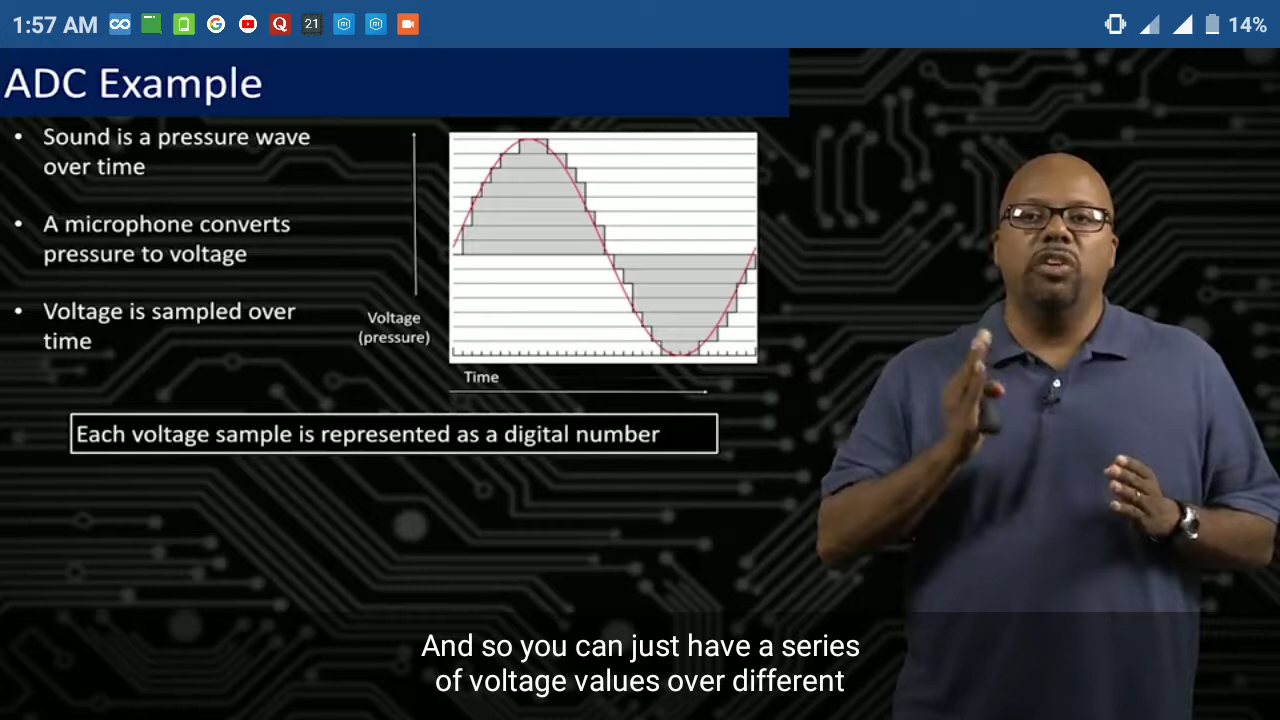 1:57 AM
21
14%
ADC Example
• Sound is a pressure wave
over time
• A microphone converts
pressure to voltage
• Voltage is sampled over
time
Voltage
(pressure)
Time
Each voltage sample is represented as a digital number
And so you can just have a series
of voltage values over different